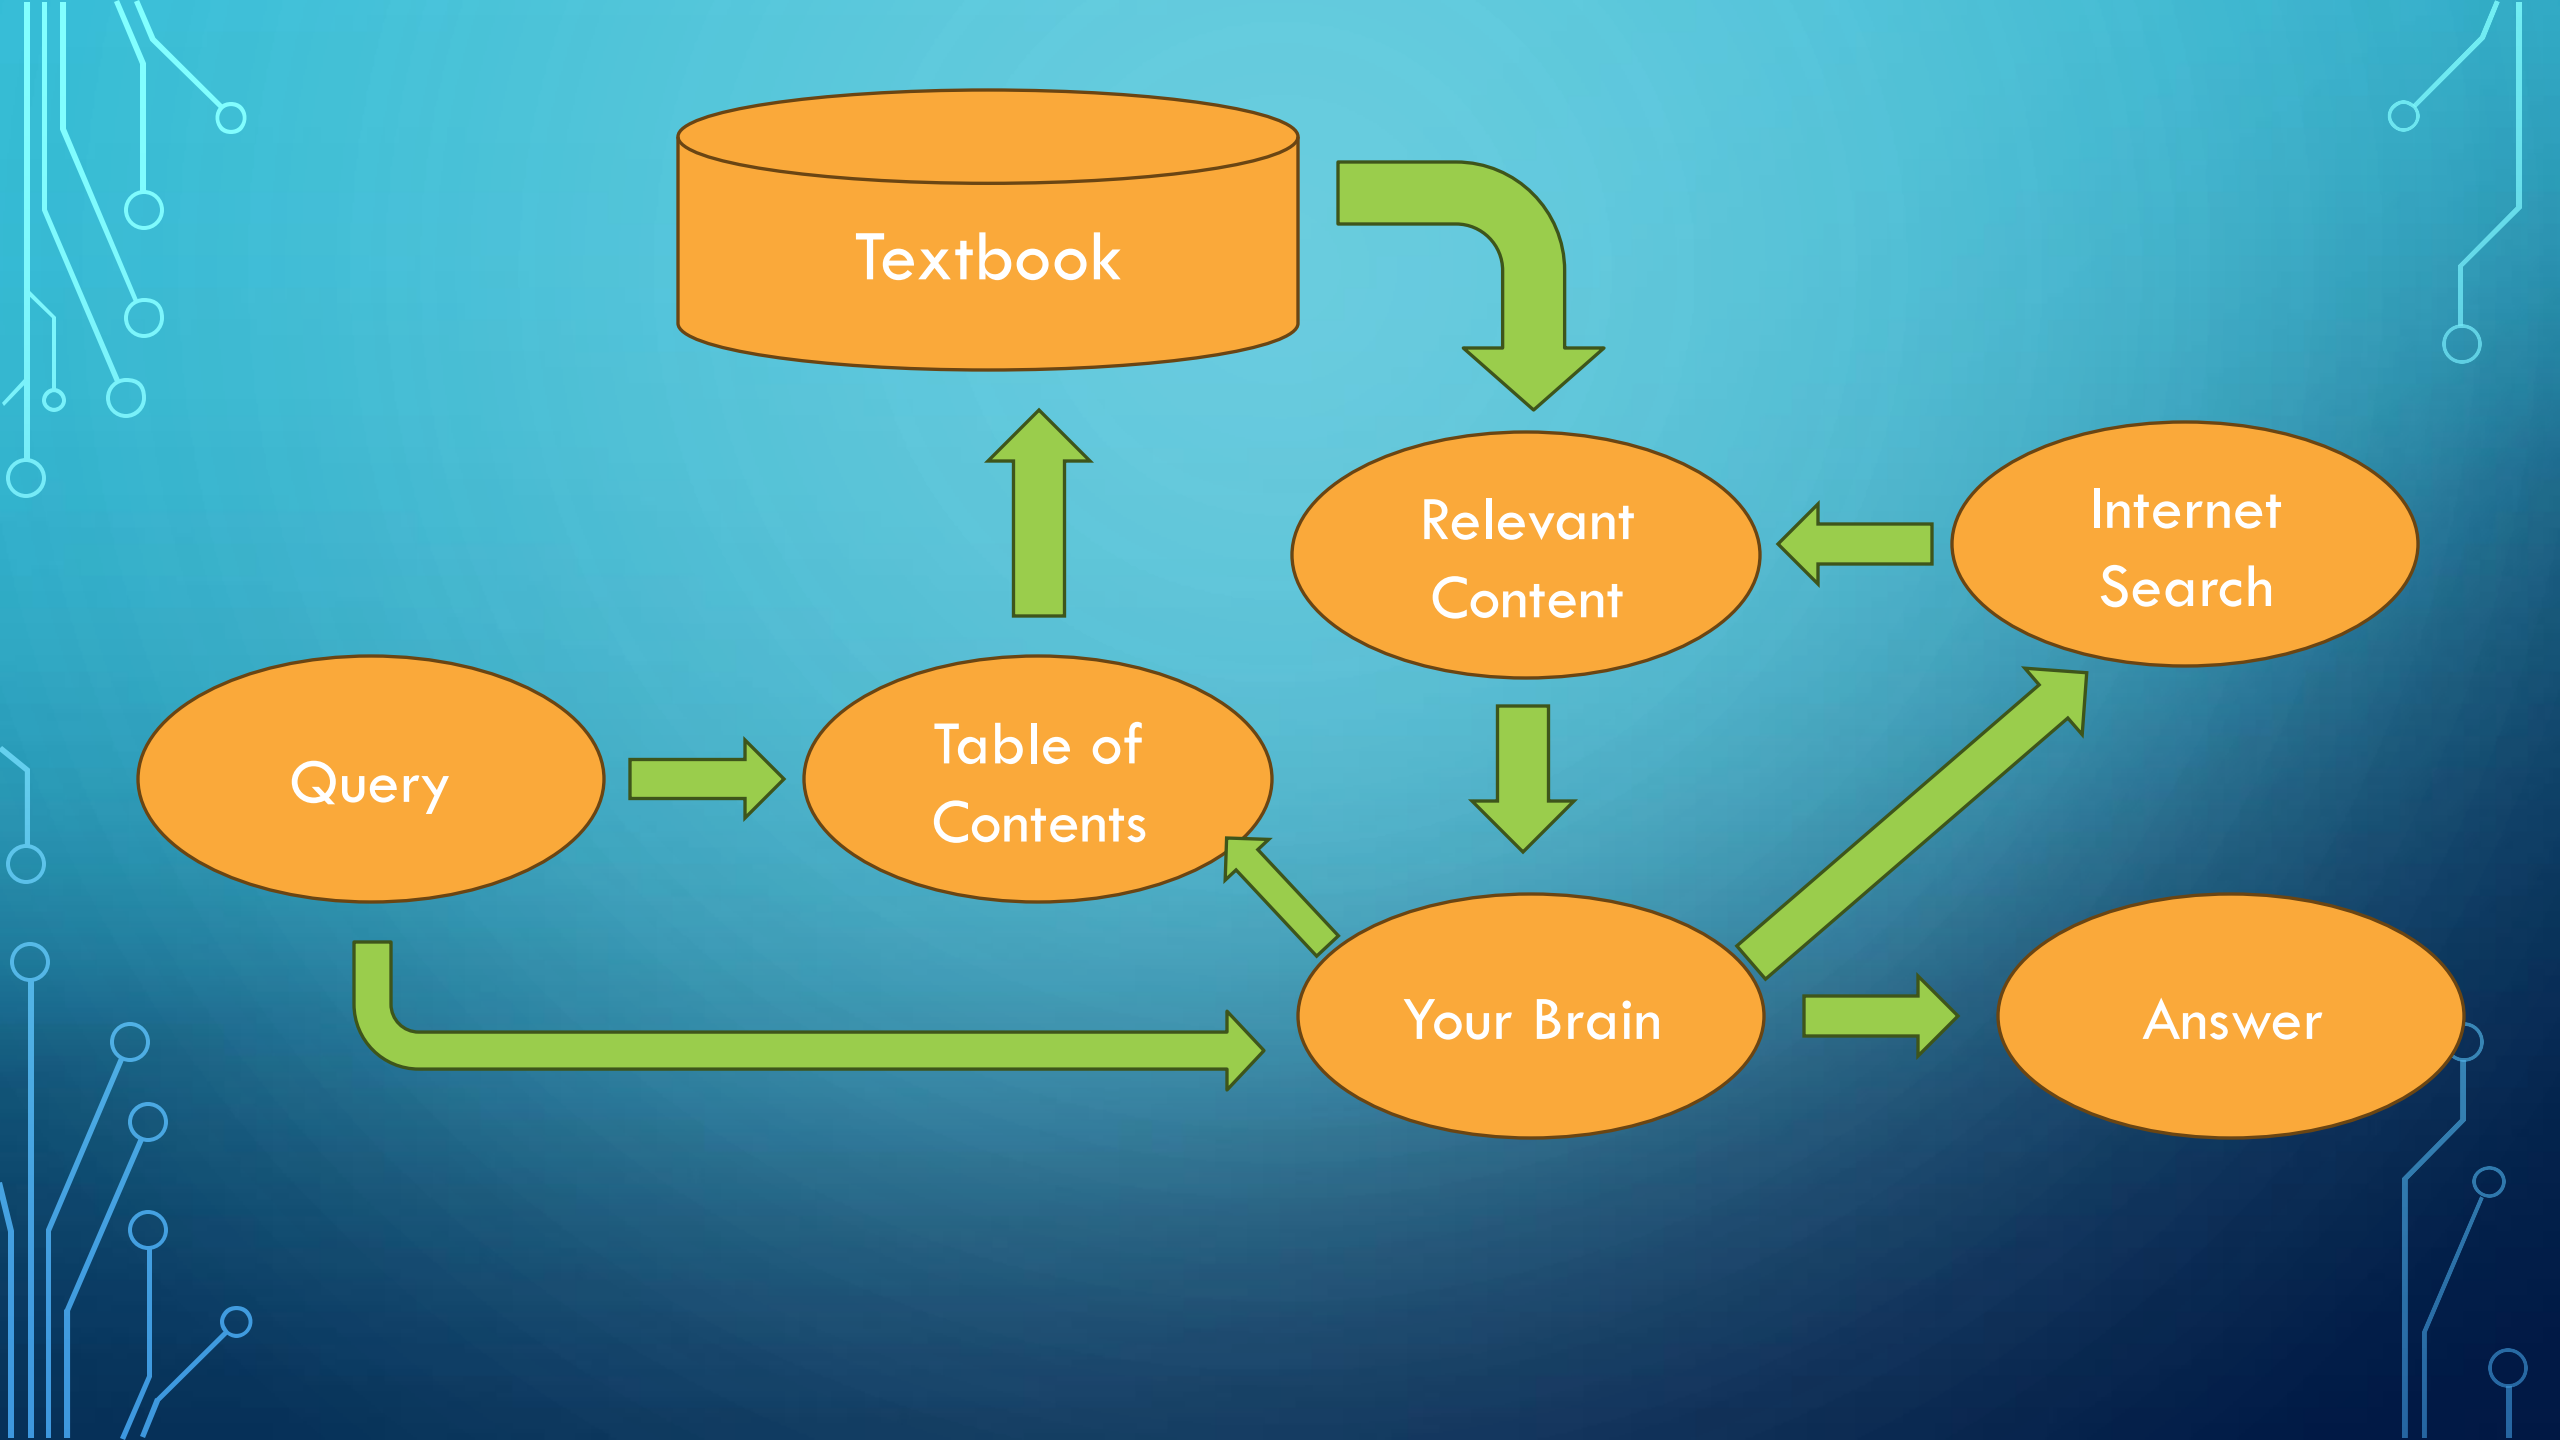 Textbook
Relevant
Content
Internet
Search
Query
Table of
Contents
Your Brain
Answer